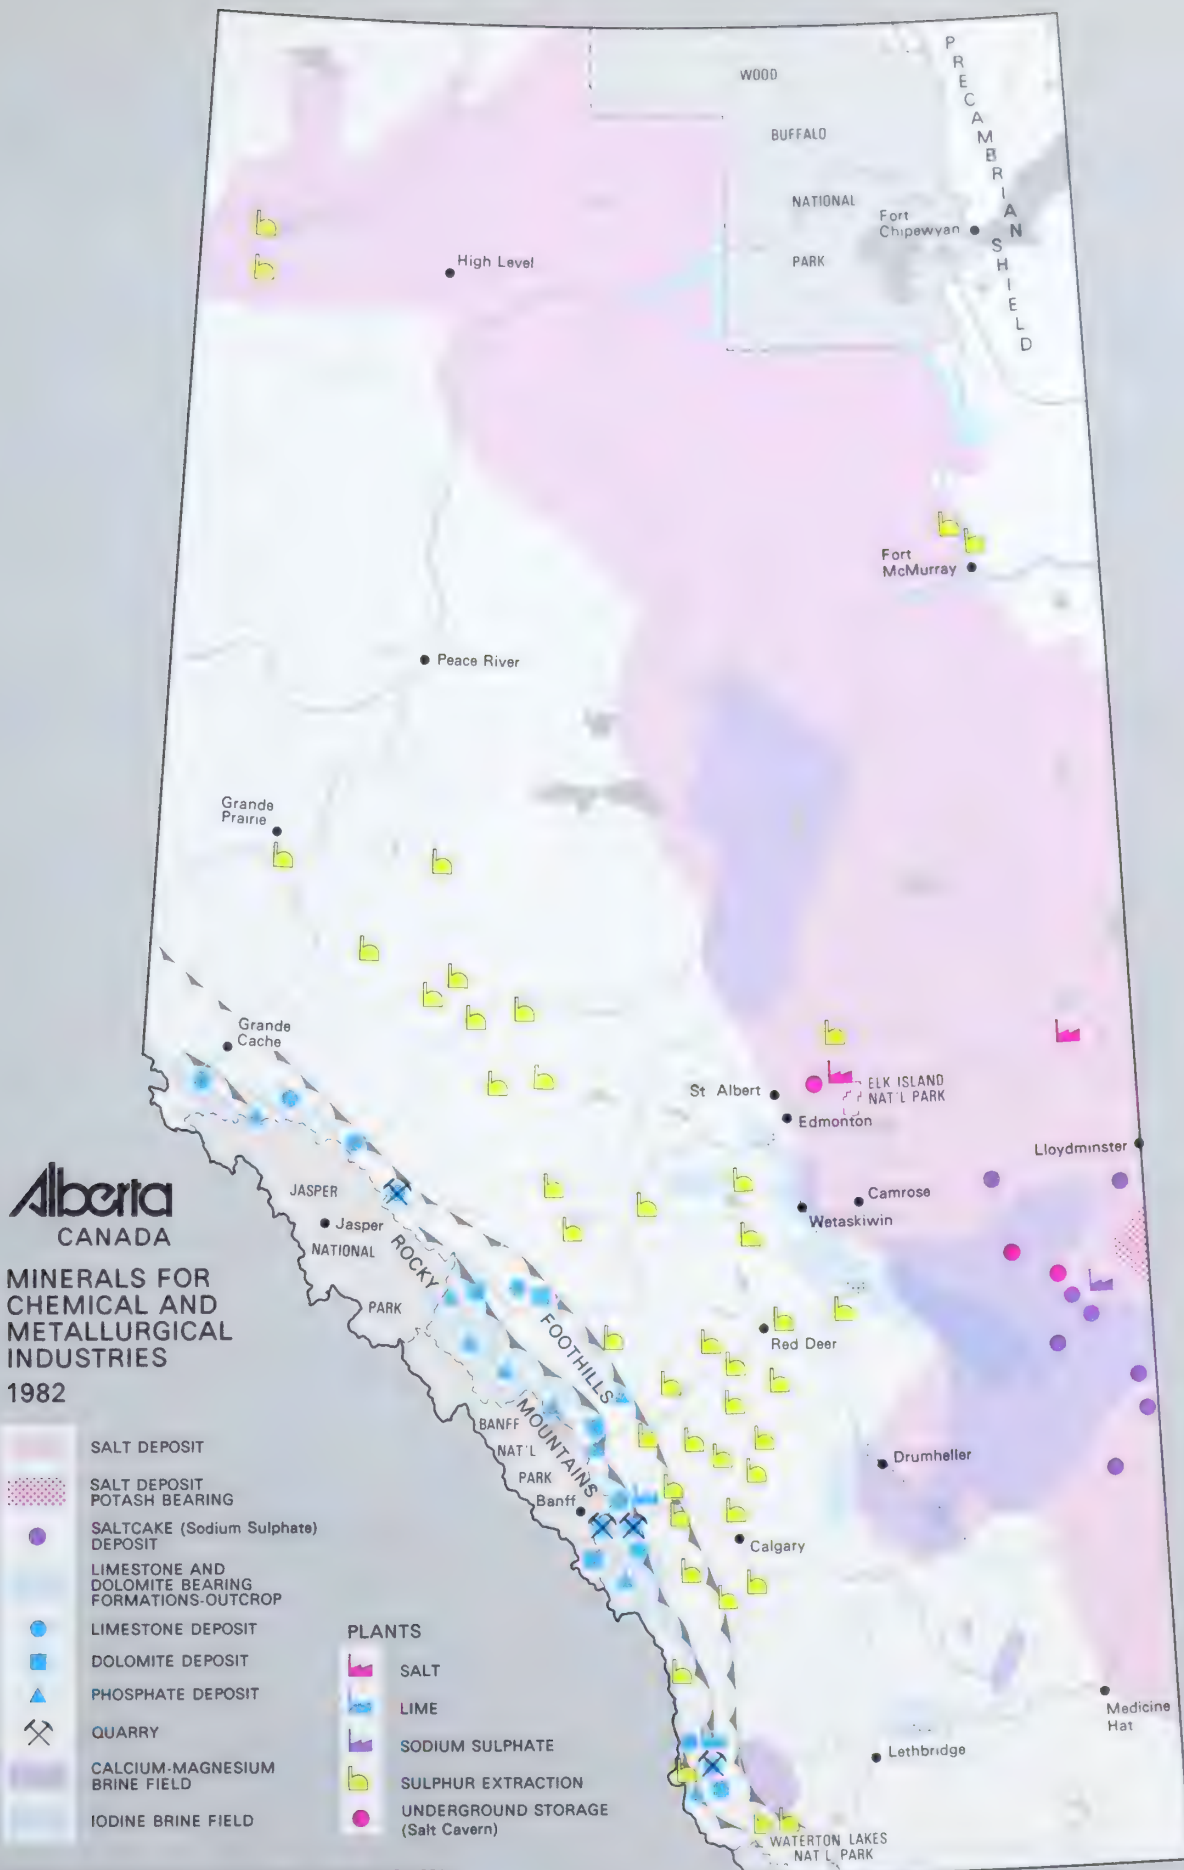 WOOD
BUFFALO
NATIONAL
PARK
PRECAMBRIAN SHIELD
Fort
Chipewyan
High Level
Fort
McMurray
Peace River
Grande
Prairie
Grande
Cache
St Albert
ELK ISLAND
NAT'L PARK
Edmonton
Lloydminster
Camrose
Wetaskiwin
JASPER
Jasper
NATIONAL
PARK
ROCKY
MOUNTAINS
FOOTHILLS
Red Deer
BANFF
NAT'L
PARK
Banff
Drumheller
Calgary
Medicine
Hat
Lethbridge
WATERTON LAKES
NAT'L PARK
Alberta
CANADA
MINERALS FOR
CHEMICAL AND
METALLURGICAL
INDUSTRIES
1982
SALT DEPOSIT
SALT DEPOSIT
POTASH BEARING
SALTCAKE (Sodium Sulphate)
DEPOSIT
LIMESTONE AND
DOLOMITE BEARING
FORMATIONS-OUTCROP
LIMESTONE DEPOSIT
DOLOMITE DEPOSIT
PHOSPHATE DEPOSIT
QUARRY
CALCIUM-MAGNESIUM
BRINE FIELD
IODINE BRINE FIELD
PLANTS
SALT
LIME
SODIUM SULPHATE
SULPHUR EXTRACTION
UNDERGROUND STORAGE
(Salt Cavern)